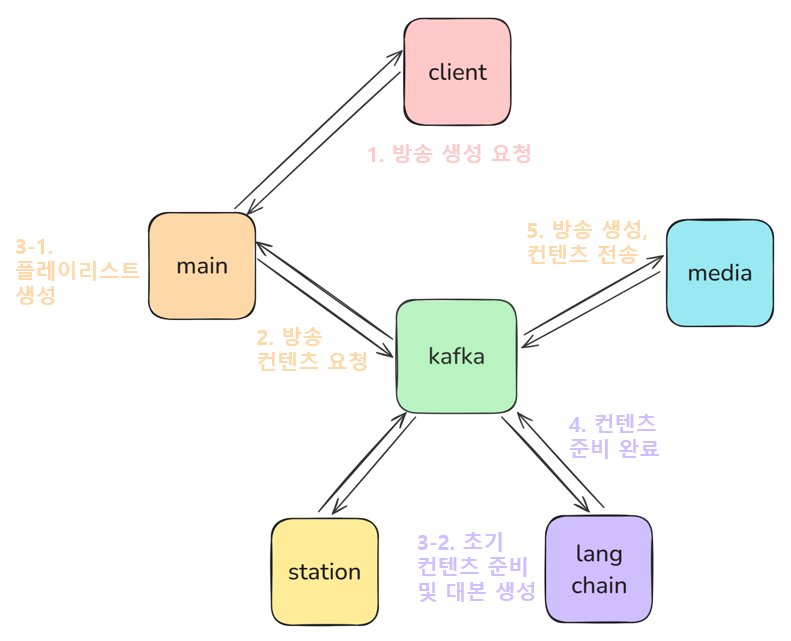 client
1. 방송 생성 요청
3-1.
플레이리스트
생성
main
5. 방송 생성,
컨텐츠 전송
media
2. 방송
컨텐츠 요청
kafka
4. 컨텐츠
준비 완료
station
3-2. 초기
컨텐츠 준비
및 대본 생성
lang
chain